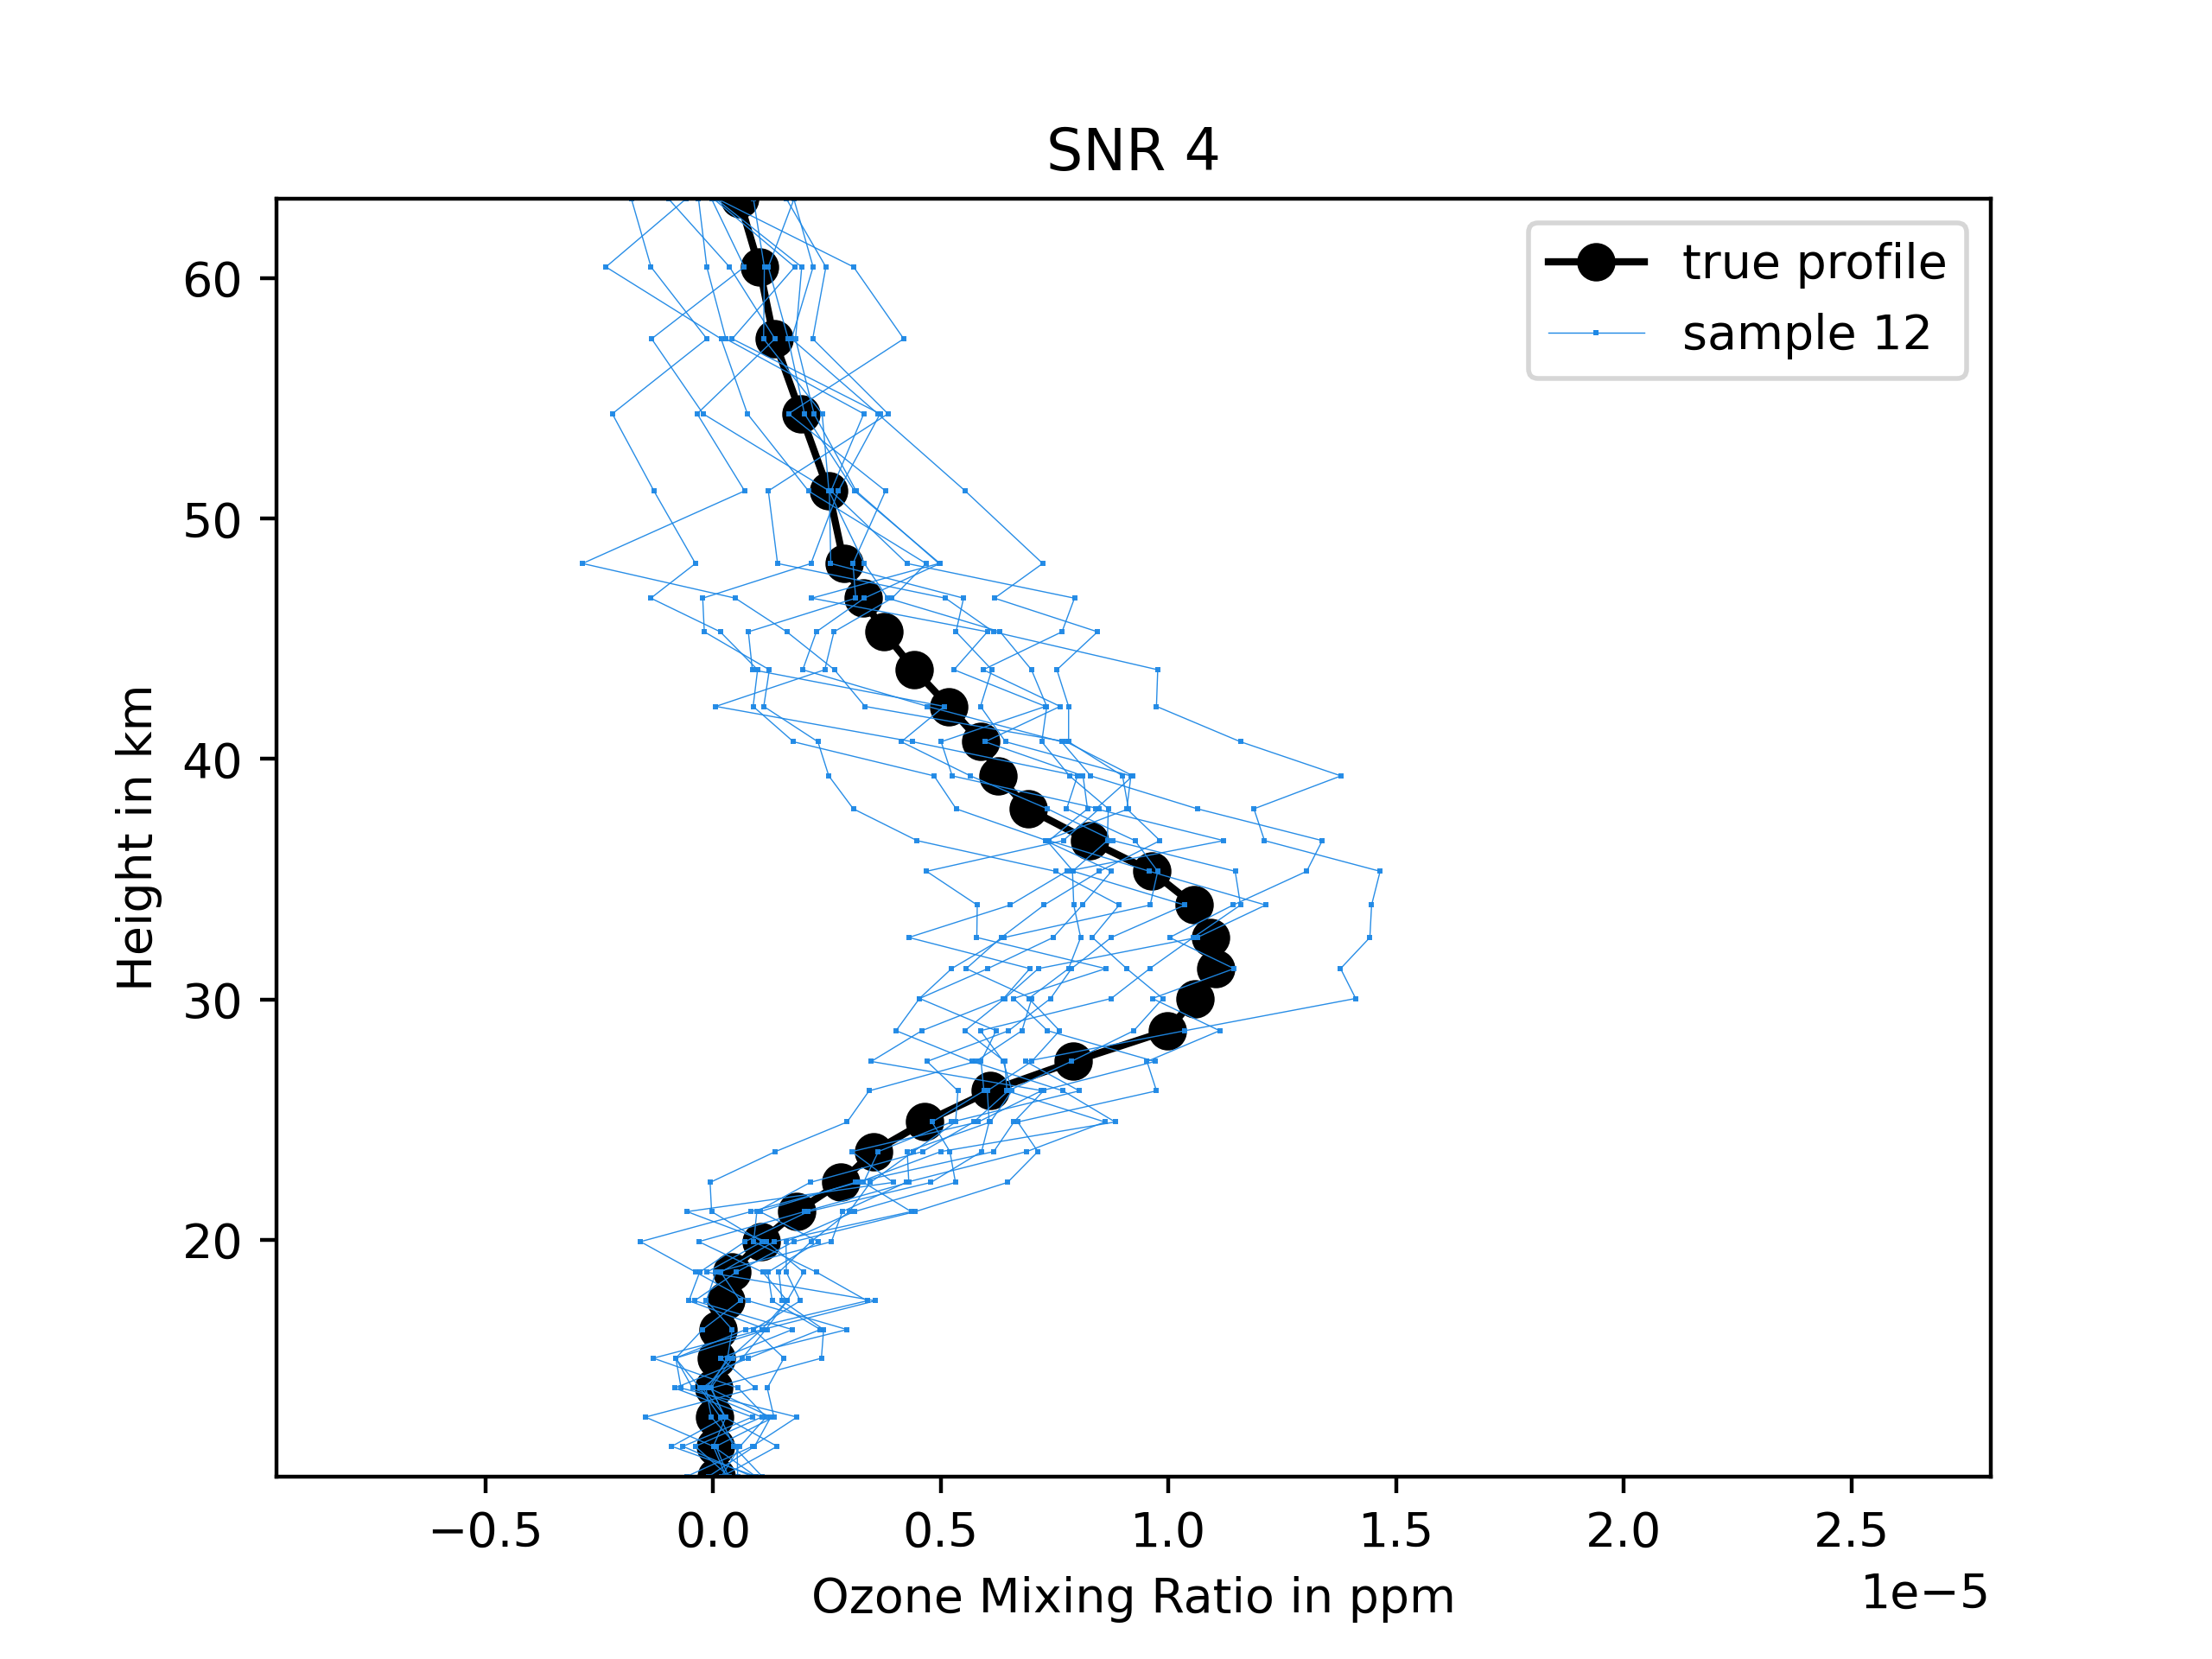 SNR 4
true profile
sample 12
60
50
40
30
20
Height in km
−0.5 0.0 0.5 1.0 1.5 2.0 2.5
1e−5
Ozone Mixing Ratio in ppm